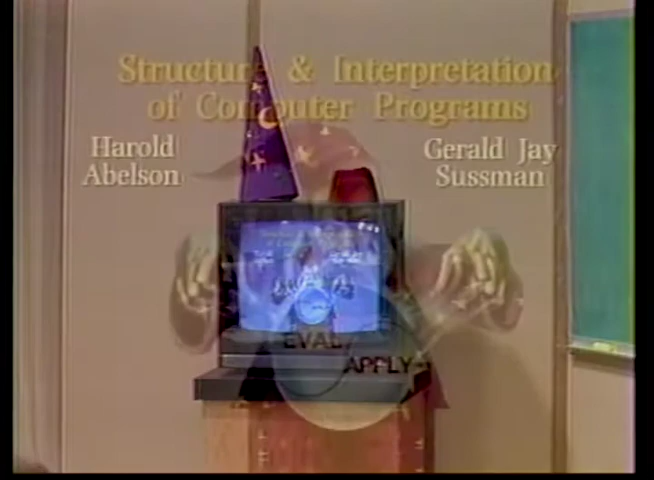 Structure & Interpretation
of Computer Programs
Harold
Abelson
Gerald Jay
Sussman
EVAL
APPLY